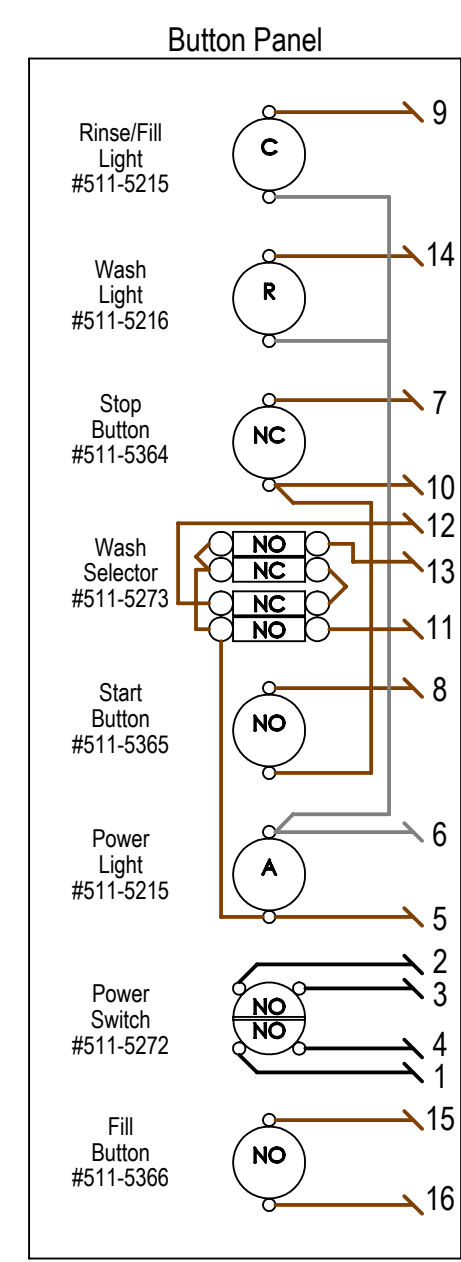 Button Panel
Rinse/Fill
Light
#511-5215
C
9
Wash
Light
#511-5216
R
14
Stop
Button
#511-5364
NC
7
10
12
Wash
Selector
#511-5273
NO
NC
NC
NO
13
11
Start
Button
#511-5365
NO
8
Power
Light
#511-5215
A
6
5
Power
Switch
#511-5272
NO
NO
2
3
4
1
Fill
Button
#511-5366
NO
15
16